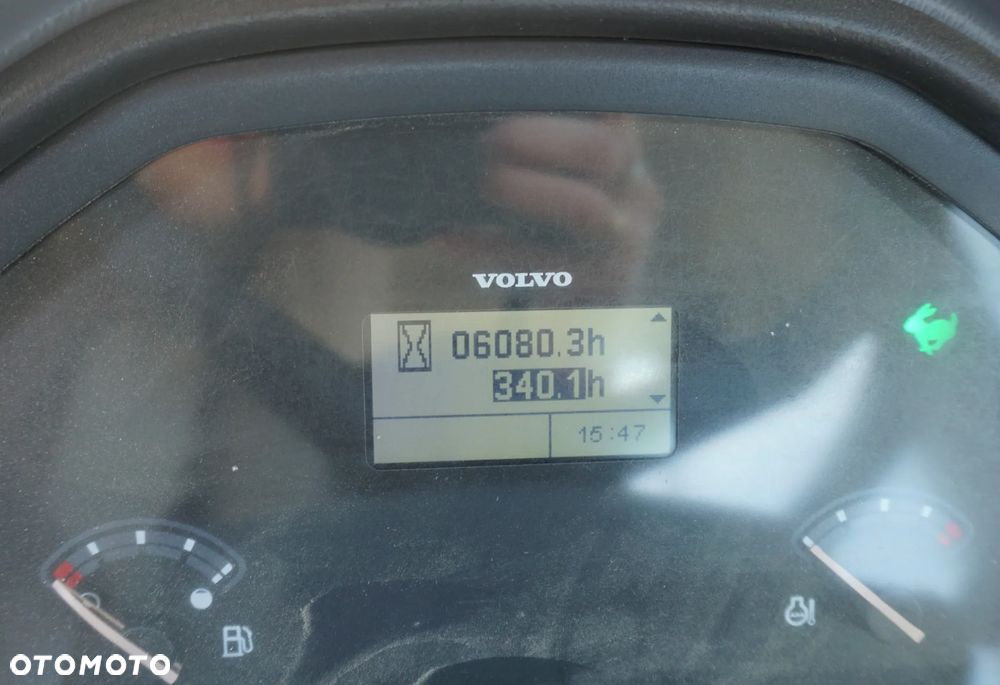 VOLVO
06080.3h
340.1h
15:47
OTOMOTO